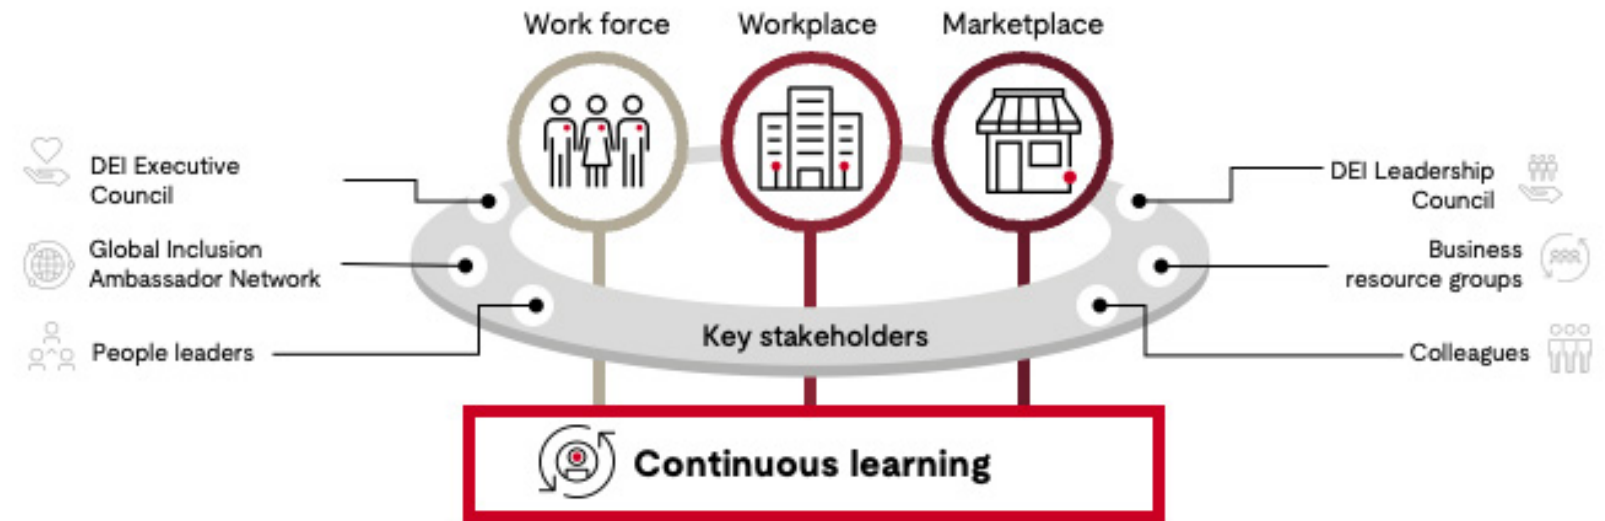 Work force
Workplace
Marketplace
DEI Executive
Council
Global Inclusion
Ambassador Network
People leaders
DEI Leadership
Council
Business
resource groups
Colleagues
Key stakeholders
Continuous learning